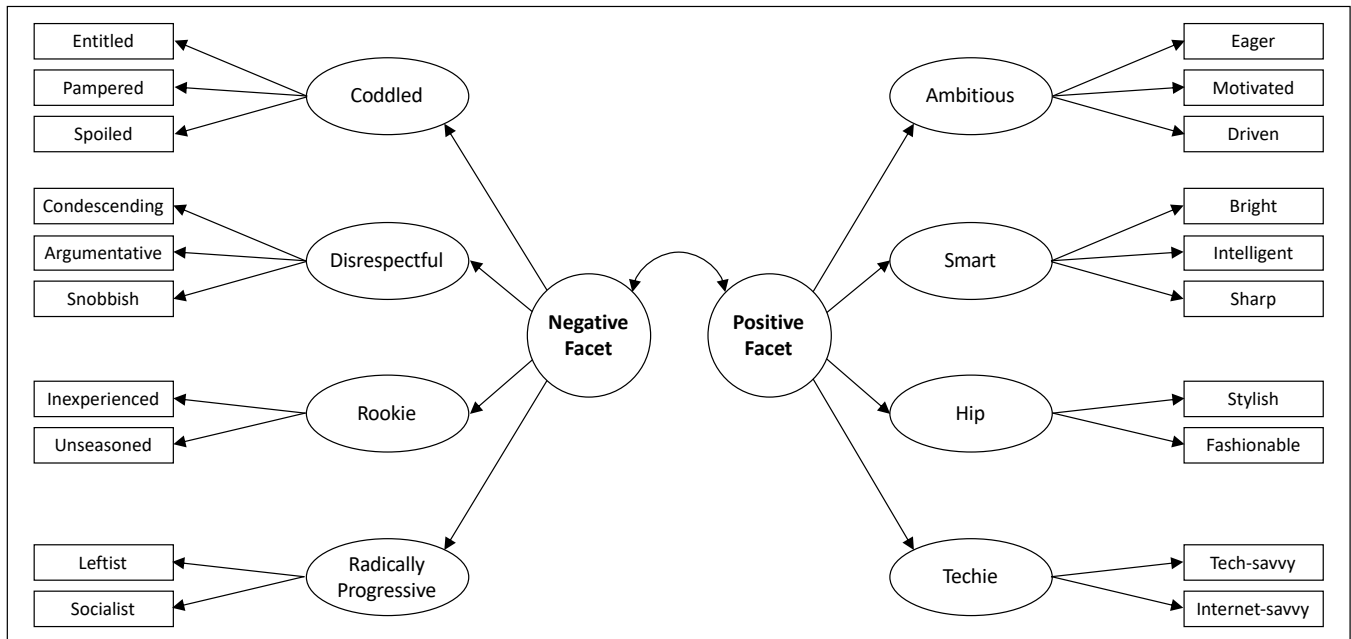 Entitled
Pampered
Spoiled
Coddled
Condescending
Argumentative
Snobbish
Disrespectful
Inexperienced
Unseasoned
Rookie
Leftist
Socialist
Radically
Progressive
Negative
Facet
Positive
Facet
Ambitious
Eager
Motivated
Driven
Smart
Bright
Intelligent
Sharp
Hip
Stylish
Fashionable
Techie
Tech-savvy
Internet-savvy